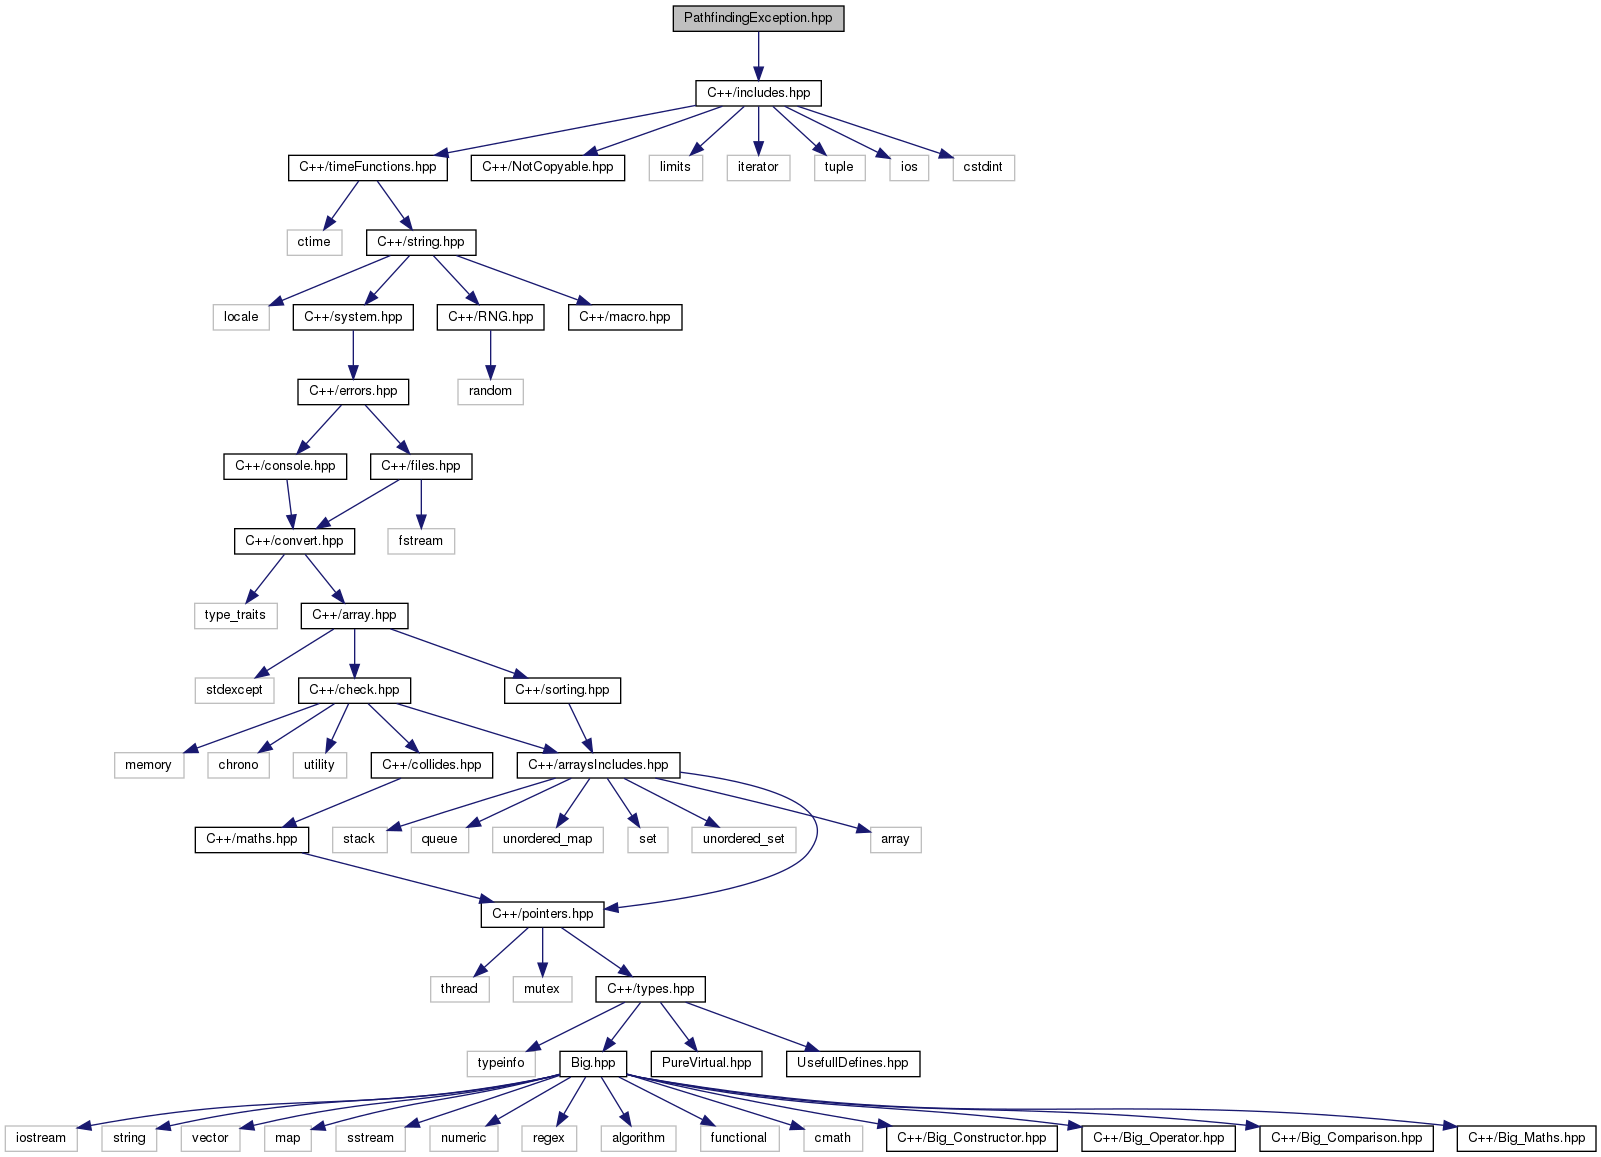 PathfindingException.hpp
C++/includes.hpp
C++/timeFunctions.hpp
C++/NotCopyable.hpp
limits
iterator
tuple
ios
cstdint
ctime
C++/string.hpp
locale
C++/system.hpp
C++/RNG.hpp
C++/macro.hpp
C++/errors.hpp
random
C++/console.hpp
C++/files.hpp
C++/convert.hpp
fstream
type_traits
C++/array.hpp
stdexcept
C++/check.hpp
C++/sorting.hpp
memory
chrono
utility
C++/collides.hpp
C++/arraysIncludes.hpp
C++/maths.hpp
stack
queue
unordered_map
set
unordered_set
array
C++/pointers.hpp
thread
mutex
C++/types.hpp
typeinfo
Big.hpp
PureVirtual.hpp
UsefullDefines.hpp
iostream
string
vector
map
sstream
numeric
regex
algorithm
functional
cmath
C++/Big_Constructor.hpp
C++/Big_Operator.hpp
C++/Big_Comparison.hpp
C++/Big_Maths.hpp